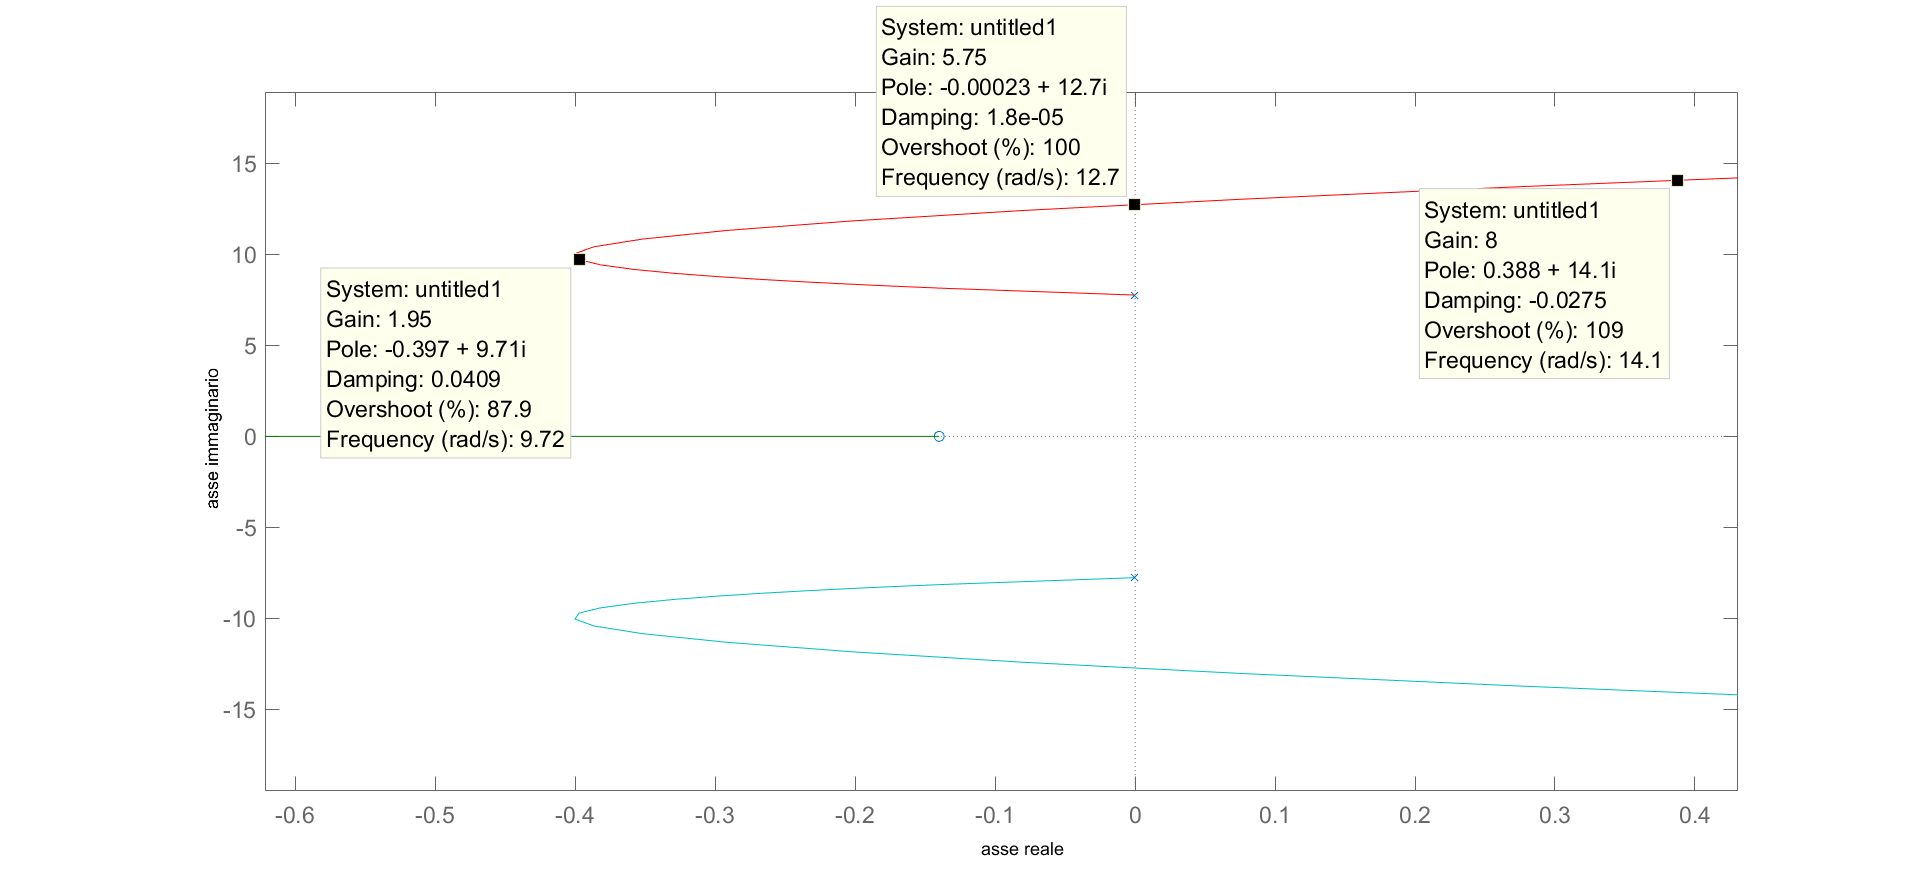 System: untitled1
Gain: 5.75
Pole: -0.00023 + 12.7i
Damping: 1.8e-05
Overshoot (%): 100
Frequency (rad/s): 12.7
System: untitled1
Gain: 8
Pole: 0.388 + 14.1i
Damping: -0.0275
Overshoot (%): 109
Frequency (rad/s): 14.1
System: untitled1
Gain: 1.95
Pole: -0.397 + 9.71i
Damping: 0.0409
Overshoot (%): 87.9
Frequency (rad/s): 9.72
asse immaginario
15
10
5
0
-5
-10
-15
-0.6 -0.5 -0.4 -0.3 -0.2 -0.1 0 0.1 0.2 0.3 0.4
asse reale